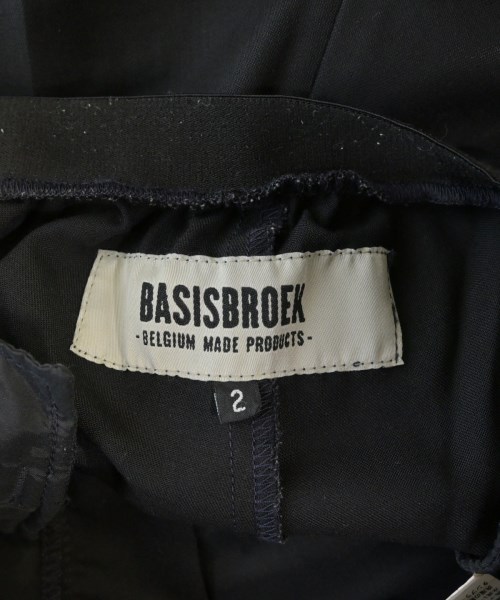 BASISBROEK
-BELGIUM MADE PRODUCTS-
2